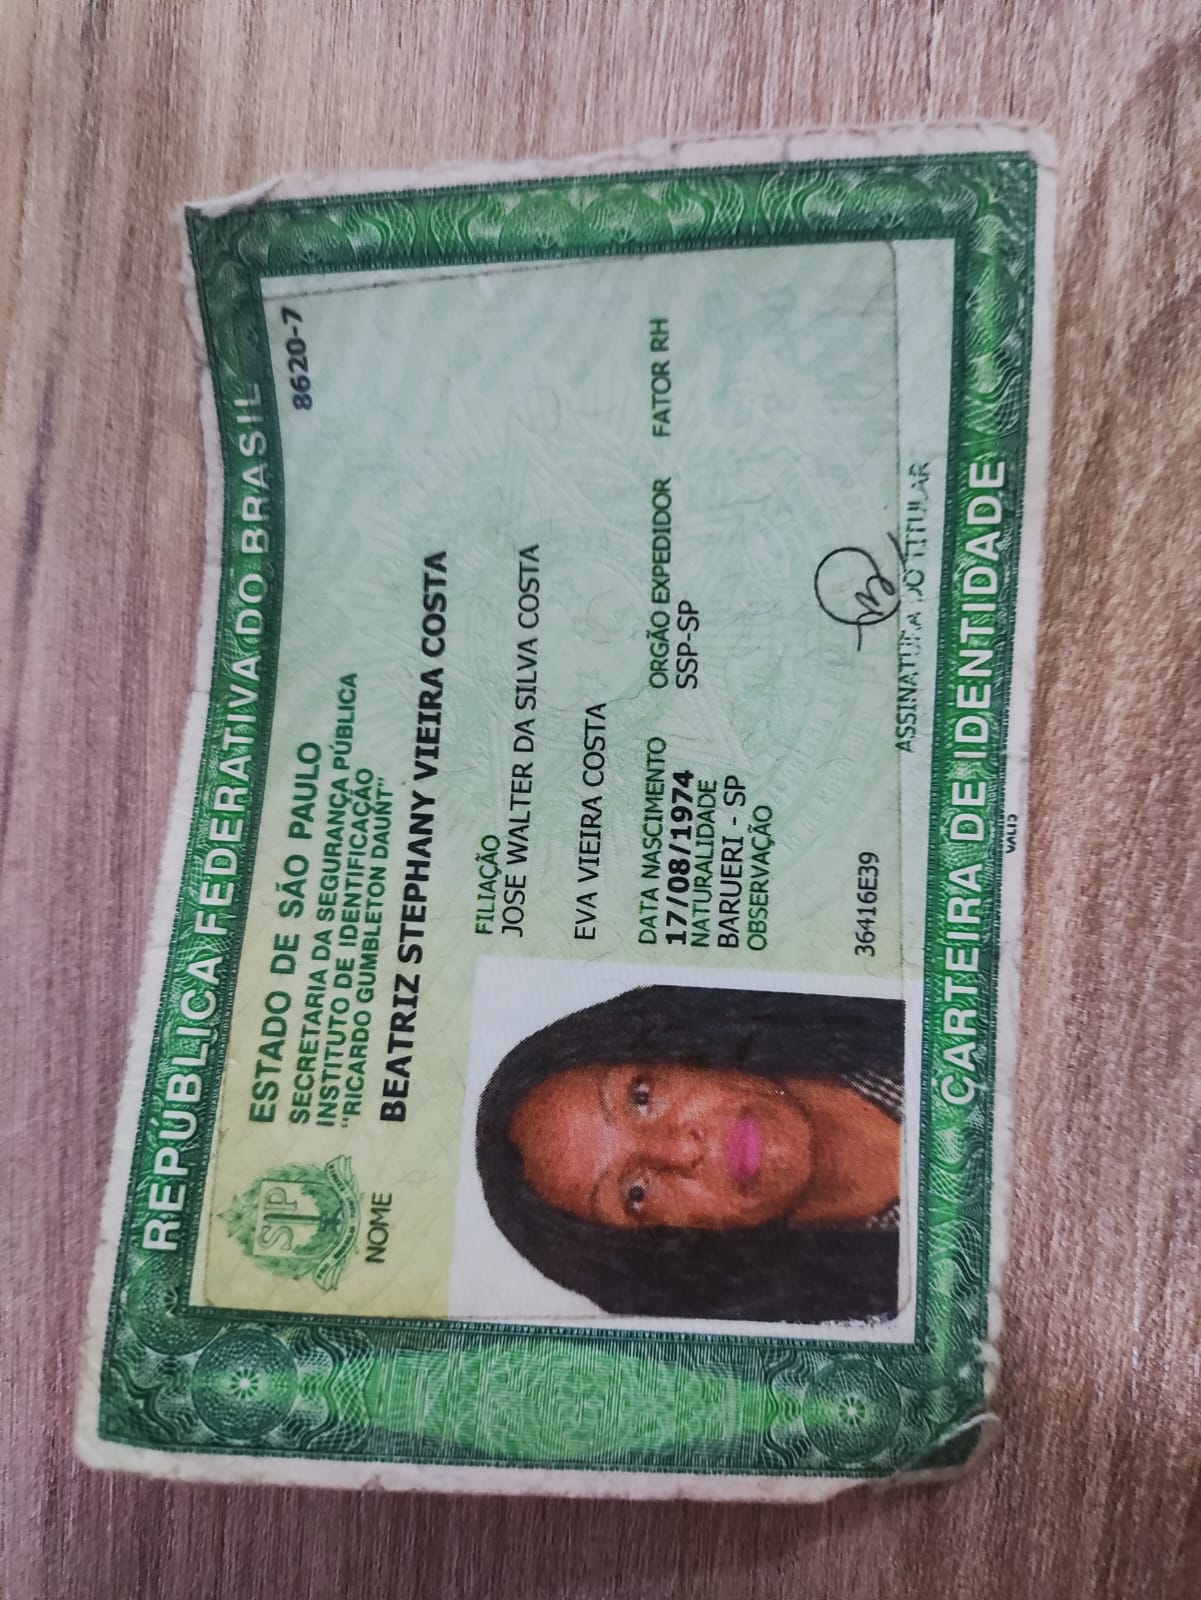 REPÚBLICA FEDERATIVA DO BRASIL
8620-7
ESTADO DE SÃO PAULO
SECRETARIA DA SEGURANÇA PÚBLICA
INSTITUTO DE IDENTIFICAÇÃO
"RICARDO GUMBLETON DAUNT"
SP
NOME
BEATRIZ STEPHANY VIEIRA COSTA
FILIAÇÃO
JOSE WALTER DA SILVA COSTA
EVA VIEIRA COSTA
DATA NASCIMENTO ORGÃO EXPEDIDOR FATOR RH
17/08/1974 SSP-SP
NATURALIDADE
BARUERI - SP
OBSERVAÇÃO
36416E39
ASSINATURA DO TITULAR
CARTEIRA DE IDENTIDADE